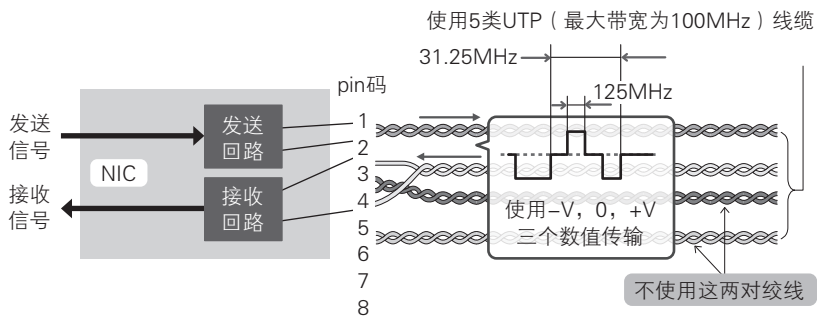 使用5类UTP（最大带宽为100MHz）线缆
31.25MHz
125MHz
pin码
发送
信号
发送
回路
NIC
接收
信号
接收
回路
1
2
3
4
5
6
7
8
使用–V，0，+V
三个数值传输
不使用这两对绞线